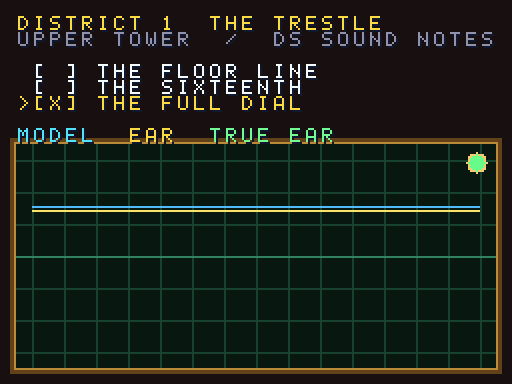 DISTRICT 1  THE TRESTLE
UPPER TOWER  /  DS SOUND NOTES
[ ] THE FLOOR LINE
[ ] THE SIXTEENTH
>[X] THE FULL DIAL
MODEL  EAR  TRUE EAR